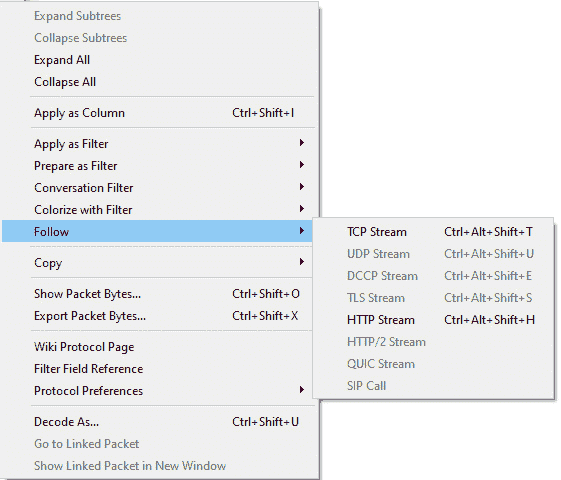 Expand Subtrees
Collapse Subtrees
Expand All
Collapse All
Apply as Column Ctrl+Shift+I
Apply as Filter
Prepare as Filter
Conversation Filter
Colorize with Filter
Follow
Copy
Show Packet Bytes... Ctrl+Shift+O
Export Packet Bytes... Ctrl+Shift+X
Wiki Protocol Page
Filter Field Reference
Protocol Preferences
Decode As... Ctrl+Shift+U
Go to Linked Packet
Show Linked Packet in New Window
TCP Stream Ctrl+Alt+Shift+T
UDP Stream Ctrl+Alt+Shift+U
DCCP Stream Ctrl+Alt+Shift+E
TLS Stream Ctrl+Alt+Shift+S
HTTP Stream Ctrl+Alt+Shift+H
HTTP/2 Stream
QUIC Stream
SIP Call